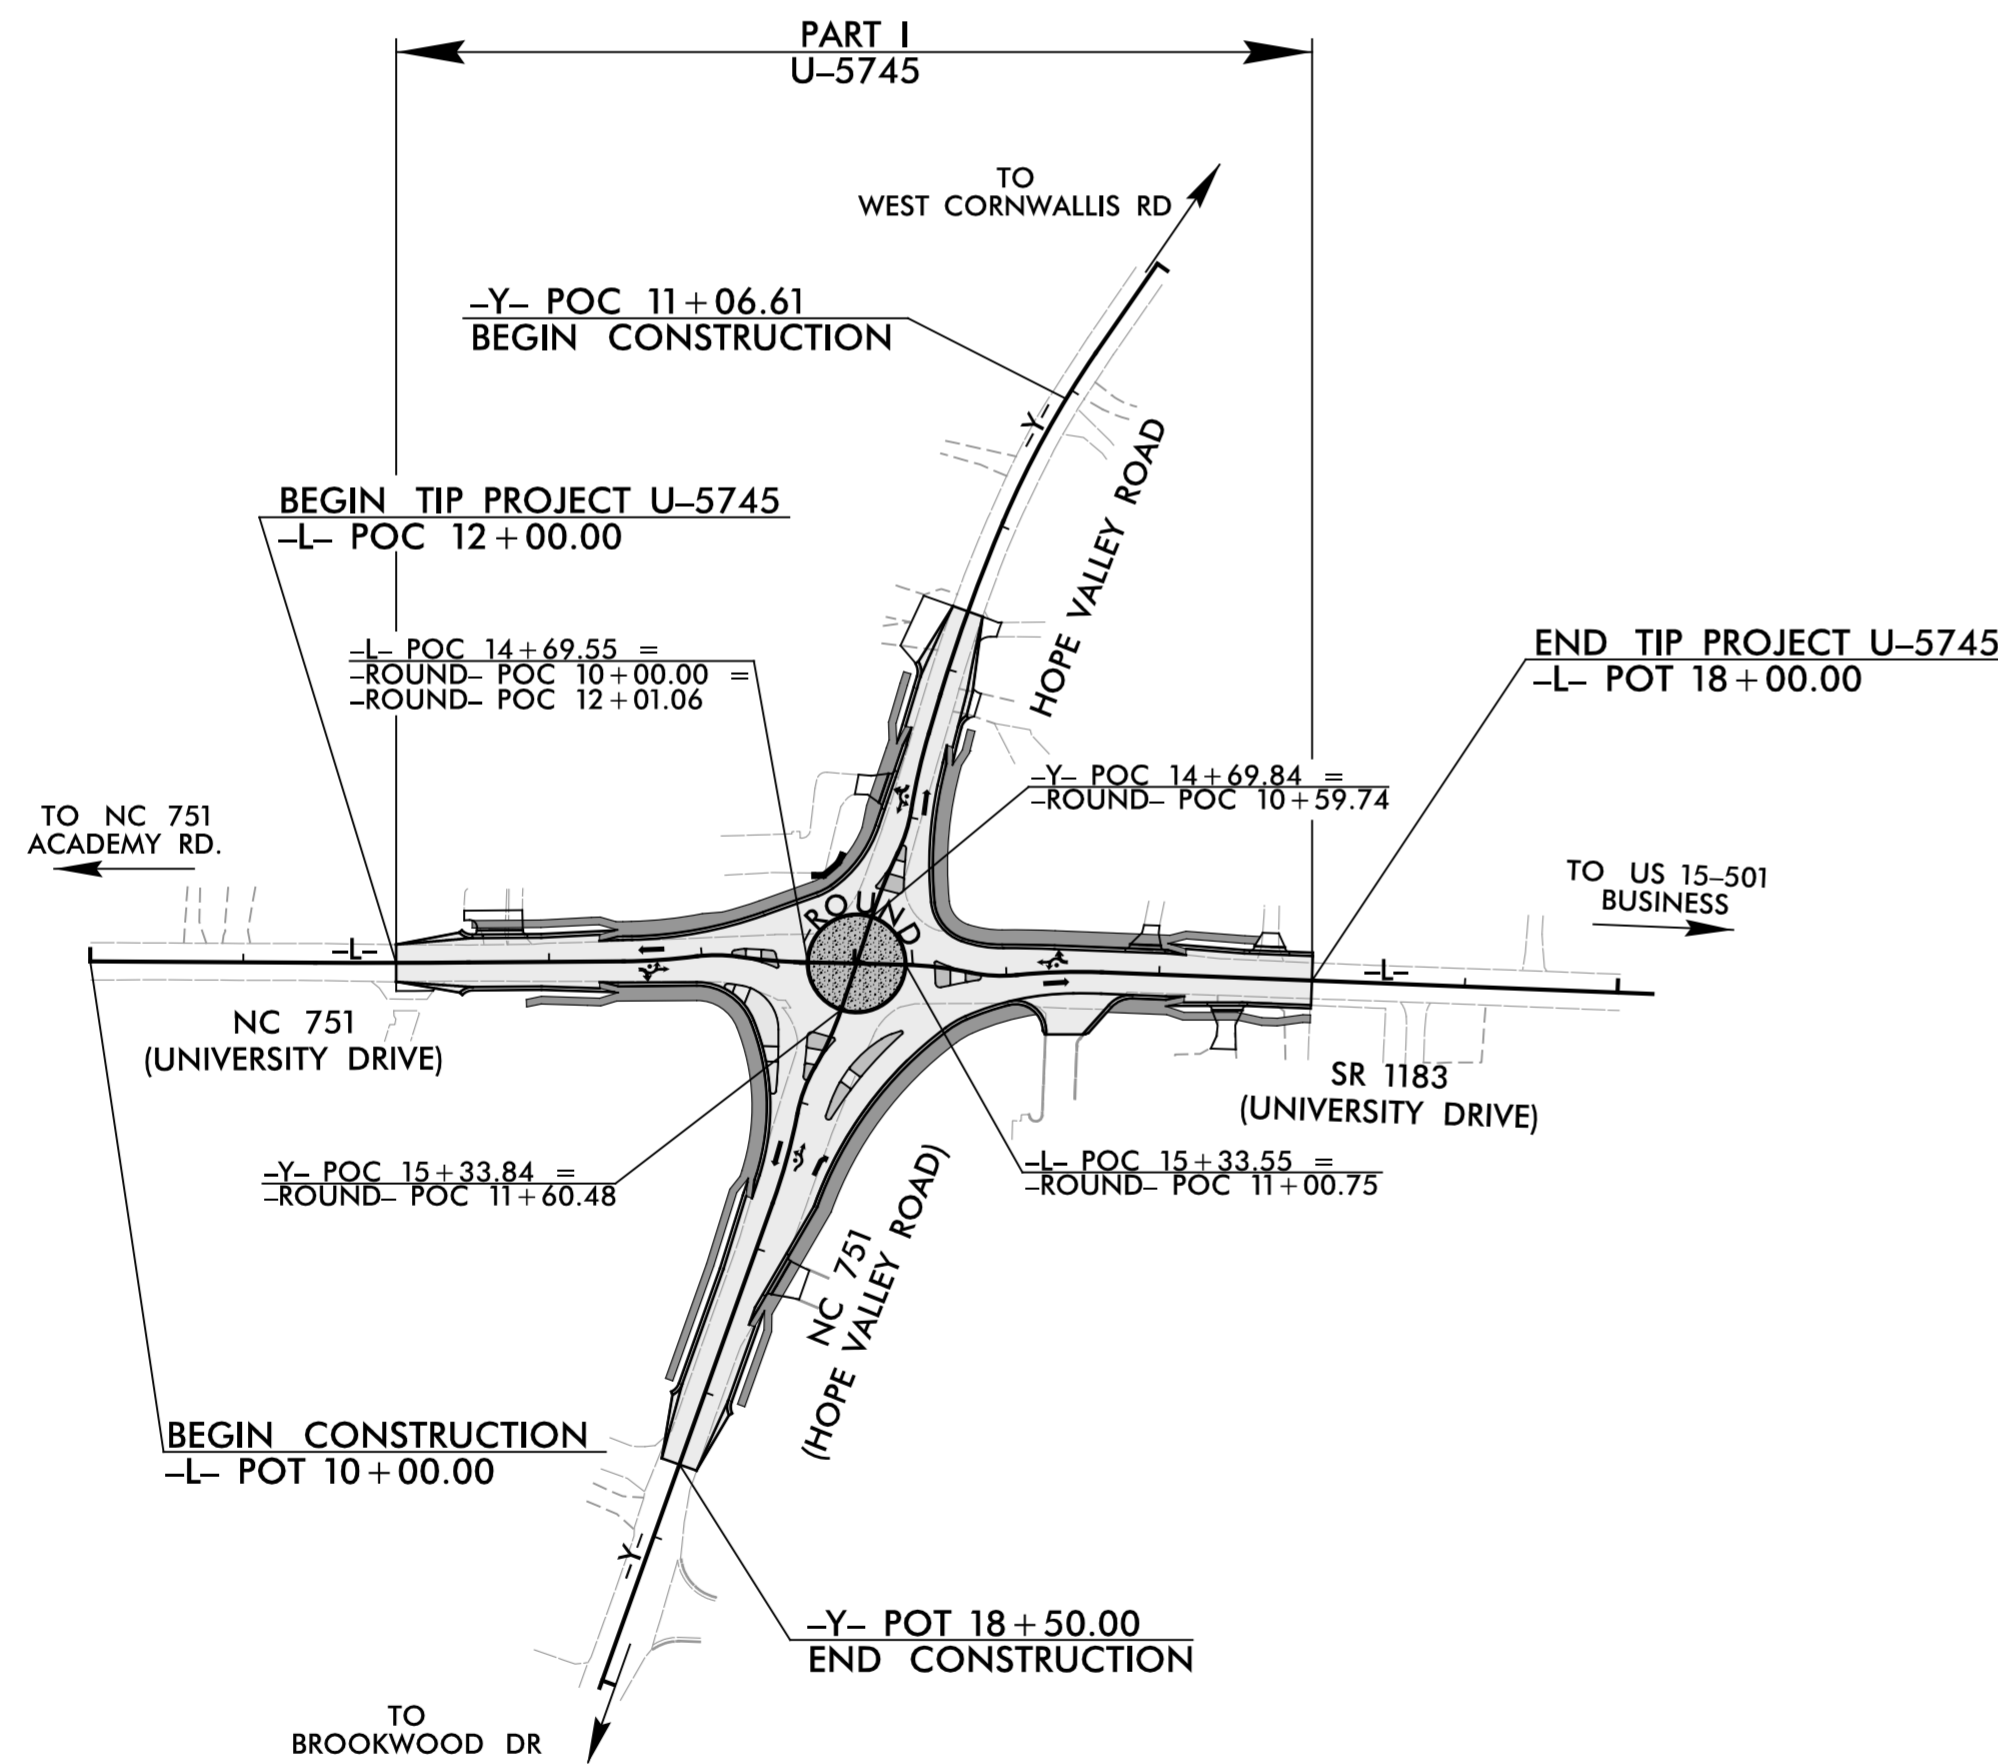 PART I
U–5745
TO
WEST CORNWALLIS RD
–Y– POC 11+06.61
BEGIN CONSTRUCTION
–Y–
HOPE VALLEY ROAD
BEGIN TIP PROJECT U–5745
–L– POC 12+00.00
–L– POC 14+69.55 =
–ROUND– POC 10+00.00 =
–ROUND– POC 12+01.06
END TIP PROJECT U–5745
–L– POT 18+00.00
–Y– POC 14+69.84 =
–ROUND– POC 10+59.74
TO NC 751
ACADEMY RD.
TO US 15–501
BUSINESS
–ROUND–
–L–
–L–
NC 751
(UNIVERSITY DRIVE)
SR 1183
(UNIVERSITY DRIVE)
–Y– POC 15+33.84 =
–ROUND– POC 11+60.48
–L– POC 15+33.55 =
–ROUND– POC 11+00.75
NC 751
(HOPE VALLEY ROAD)
BEGIN CONSTRUCTION
–L– POT 10+00.00
–Y–
–Y– POT 18+50.00
END CONSTRUCTION
TO
BROOKWOOD DR